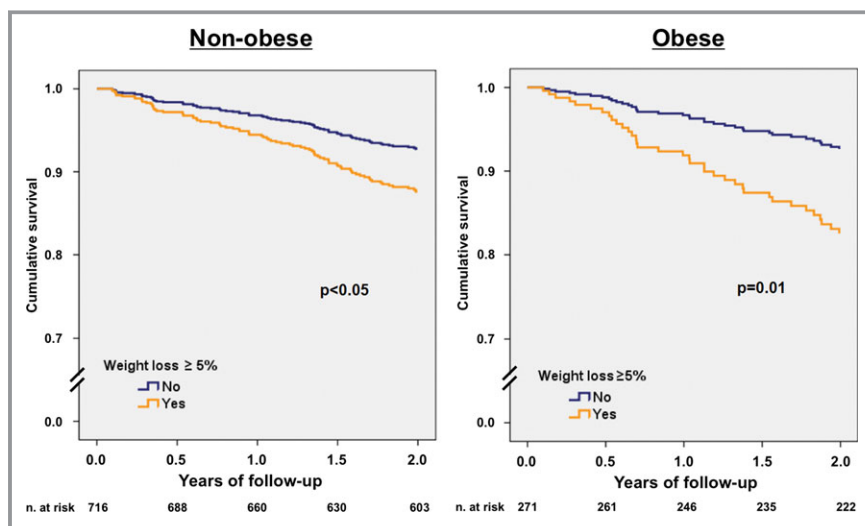 Non-obese
Obese
Cumulative survival
1.0
0.9
0.8
0.7
0.0
p<0.05
Weight loss ≥ 5%
No
Yes
0.0 0.5 1.0 1.5 2.0
Years of follow-up
n. at risk 716 688 660 630 603
Cumulative survival
1.0
0.9
0.8
0.7
0.0
p=0.01
Weight loss ≥5%
No
Yes
0.0 0.5 1.0 1.5 2.0
Years of follow-up
n. at risk 271 261 246 235 222